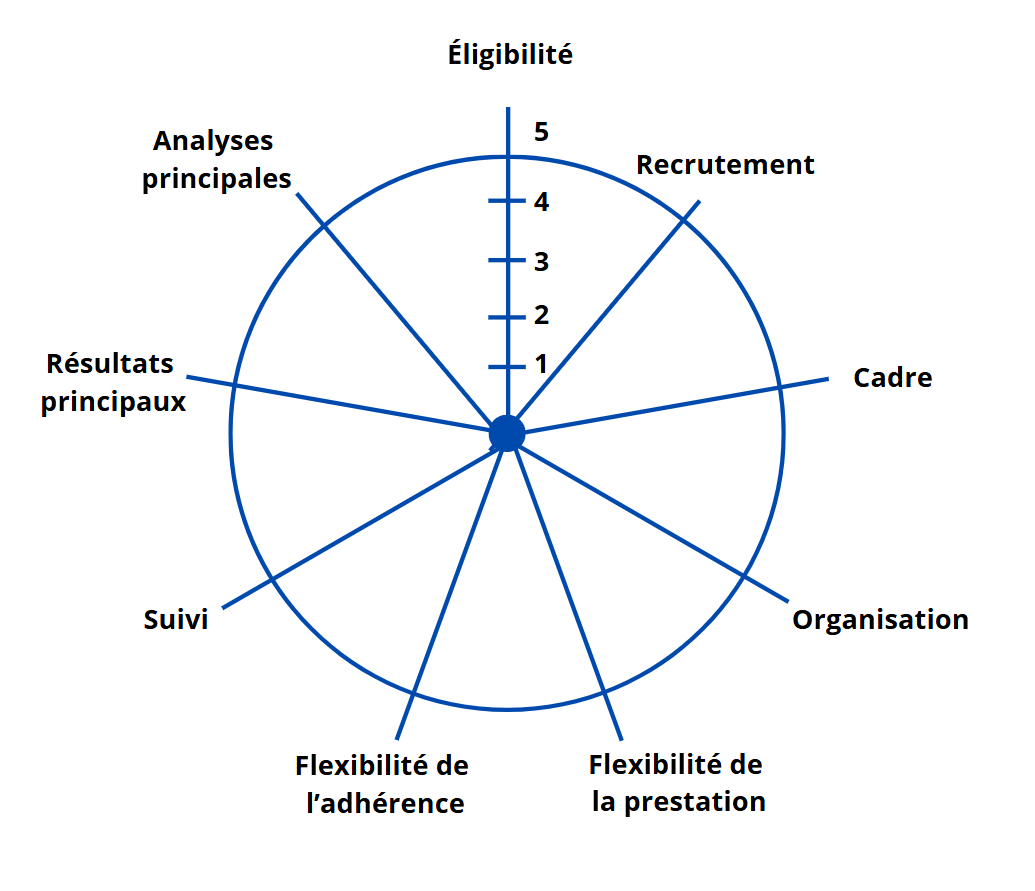 Éligibilité
5
4
3
2
1
Recrutement
Cadre
Organisation
Flexibilité de
la prestation
Flexibilité de
l’adhérence
Suivi
Résultats
principaux
Analyses
principales